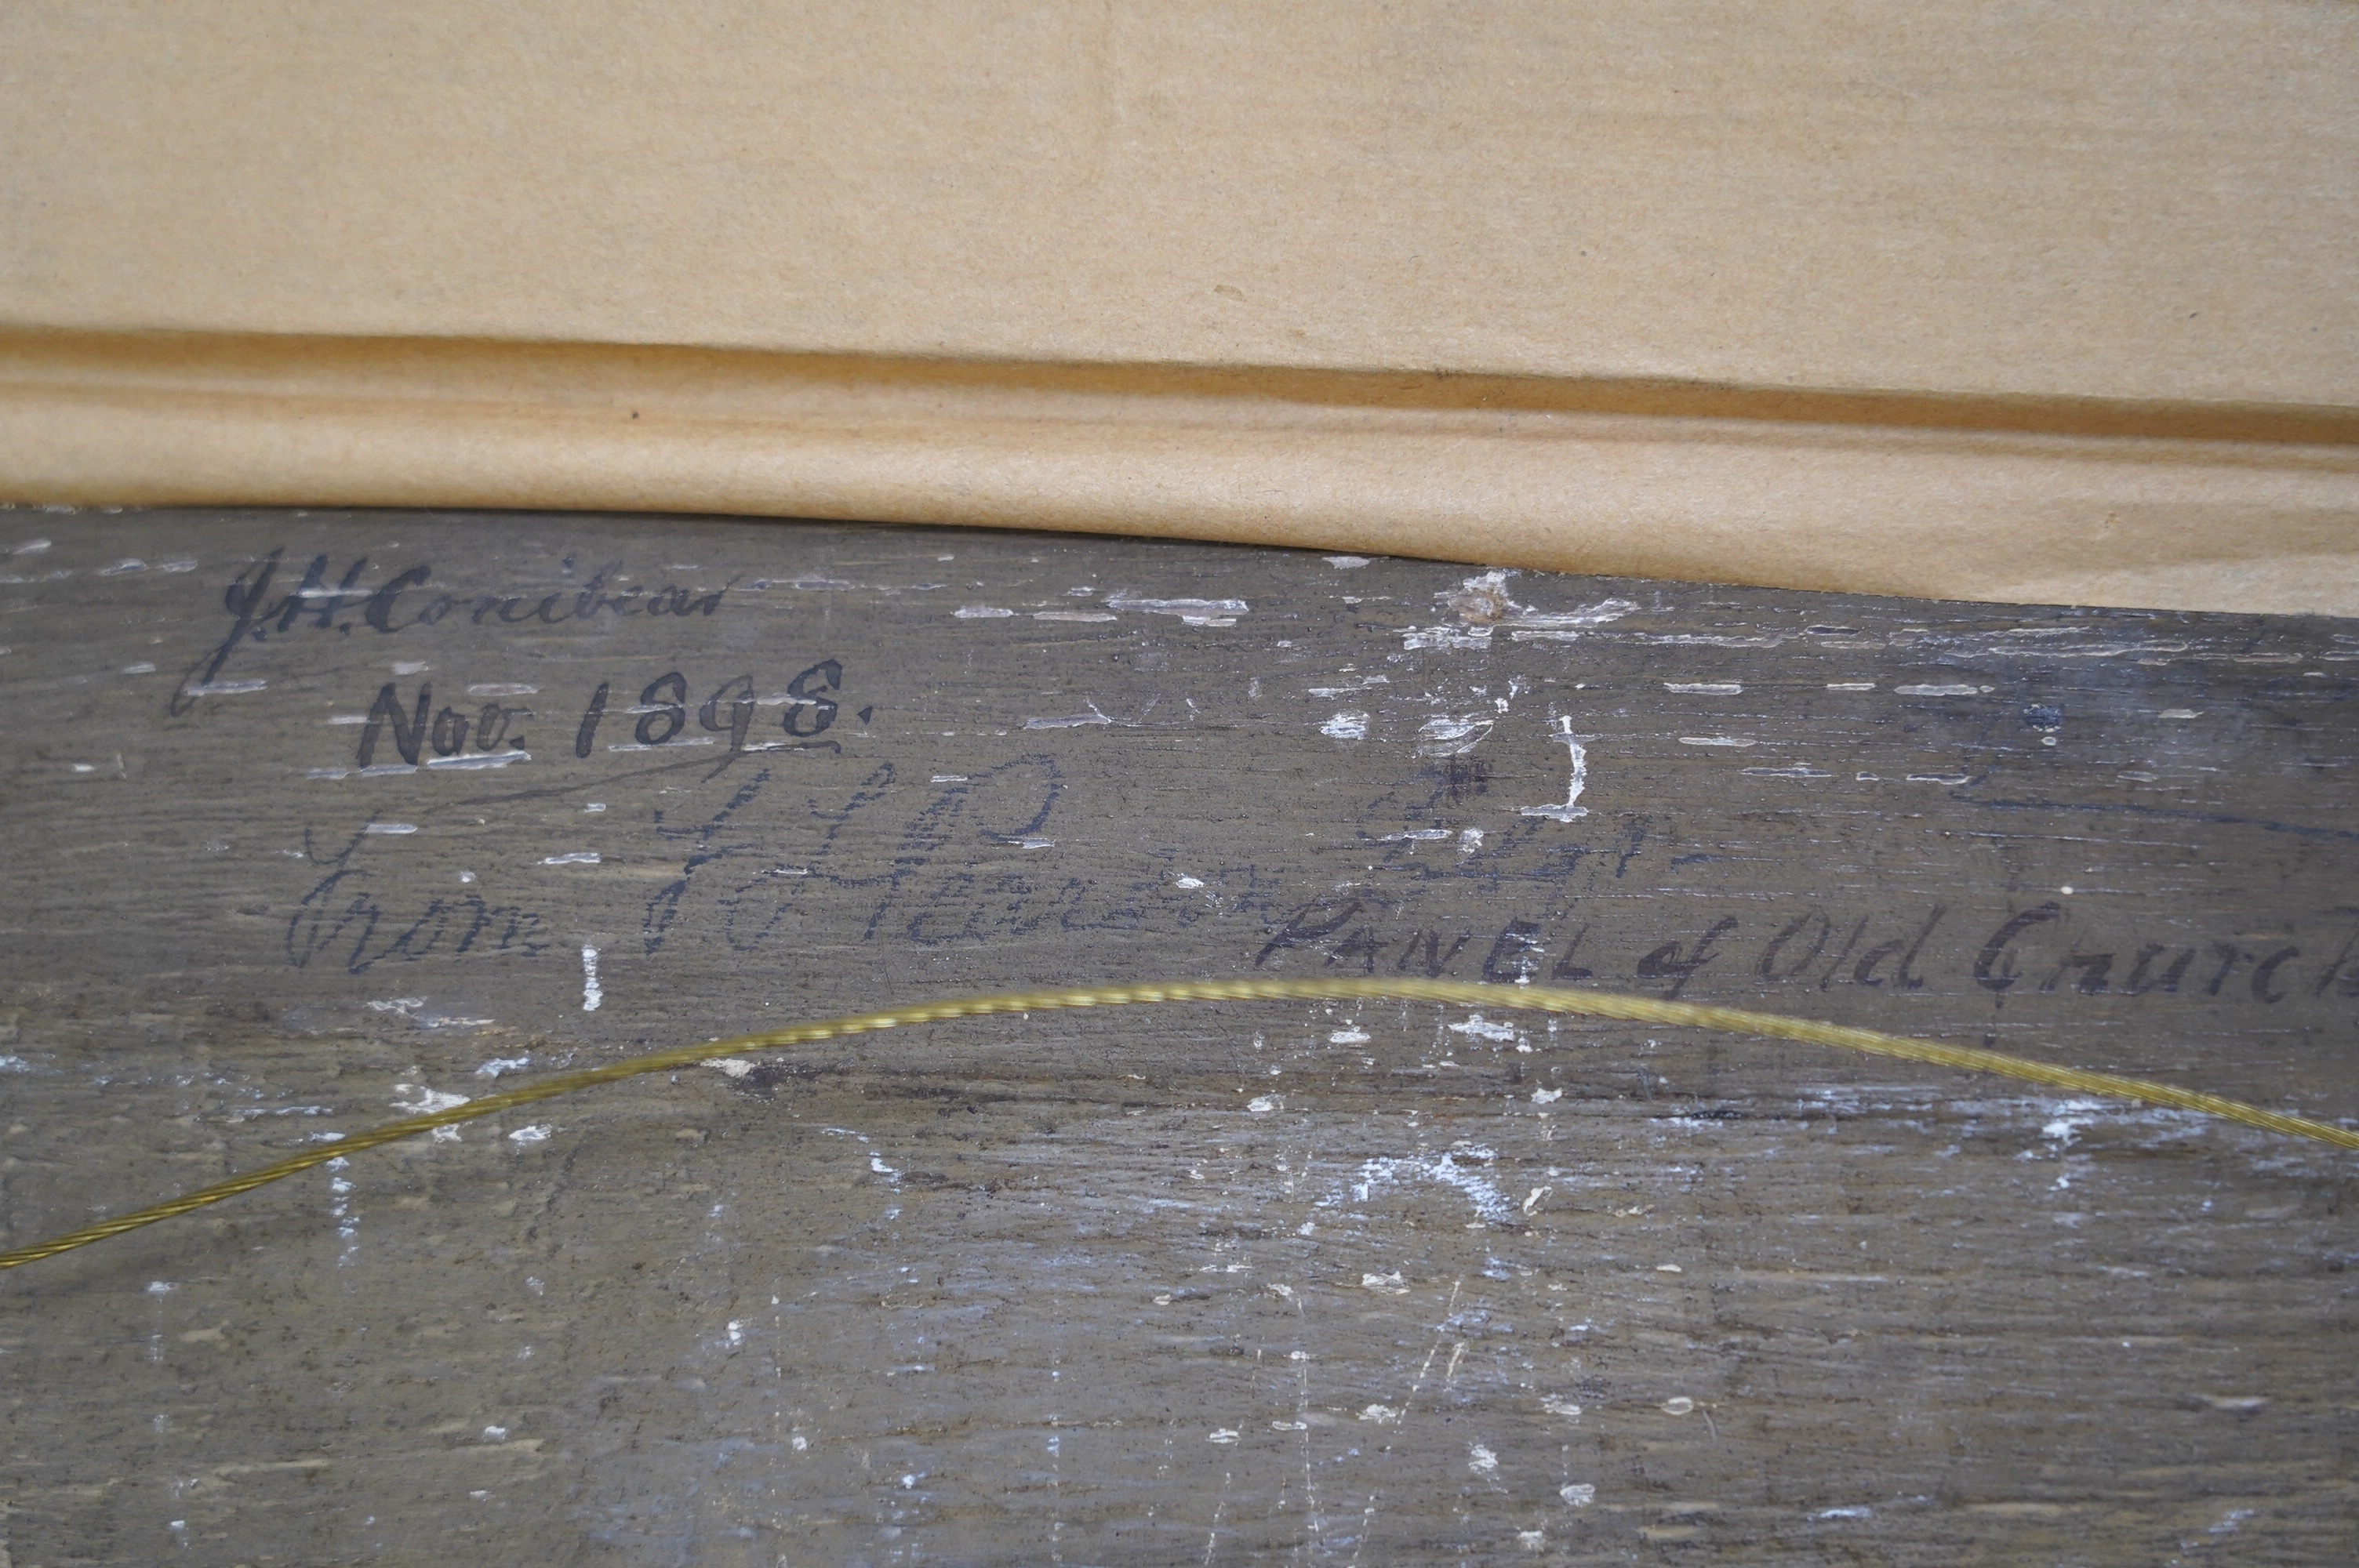 J.H. Conibear
Nov. 1898.
From
PANEL of Old Church